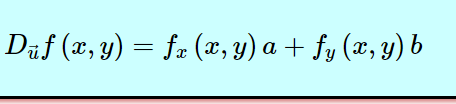 D_{\vec{u}} f (x, y) = f_x (x, y) a + f_y (x, y) b